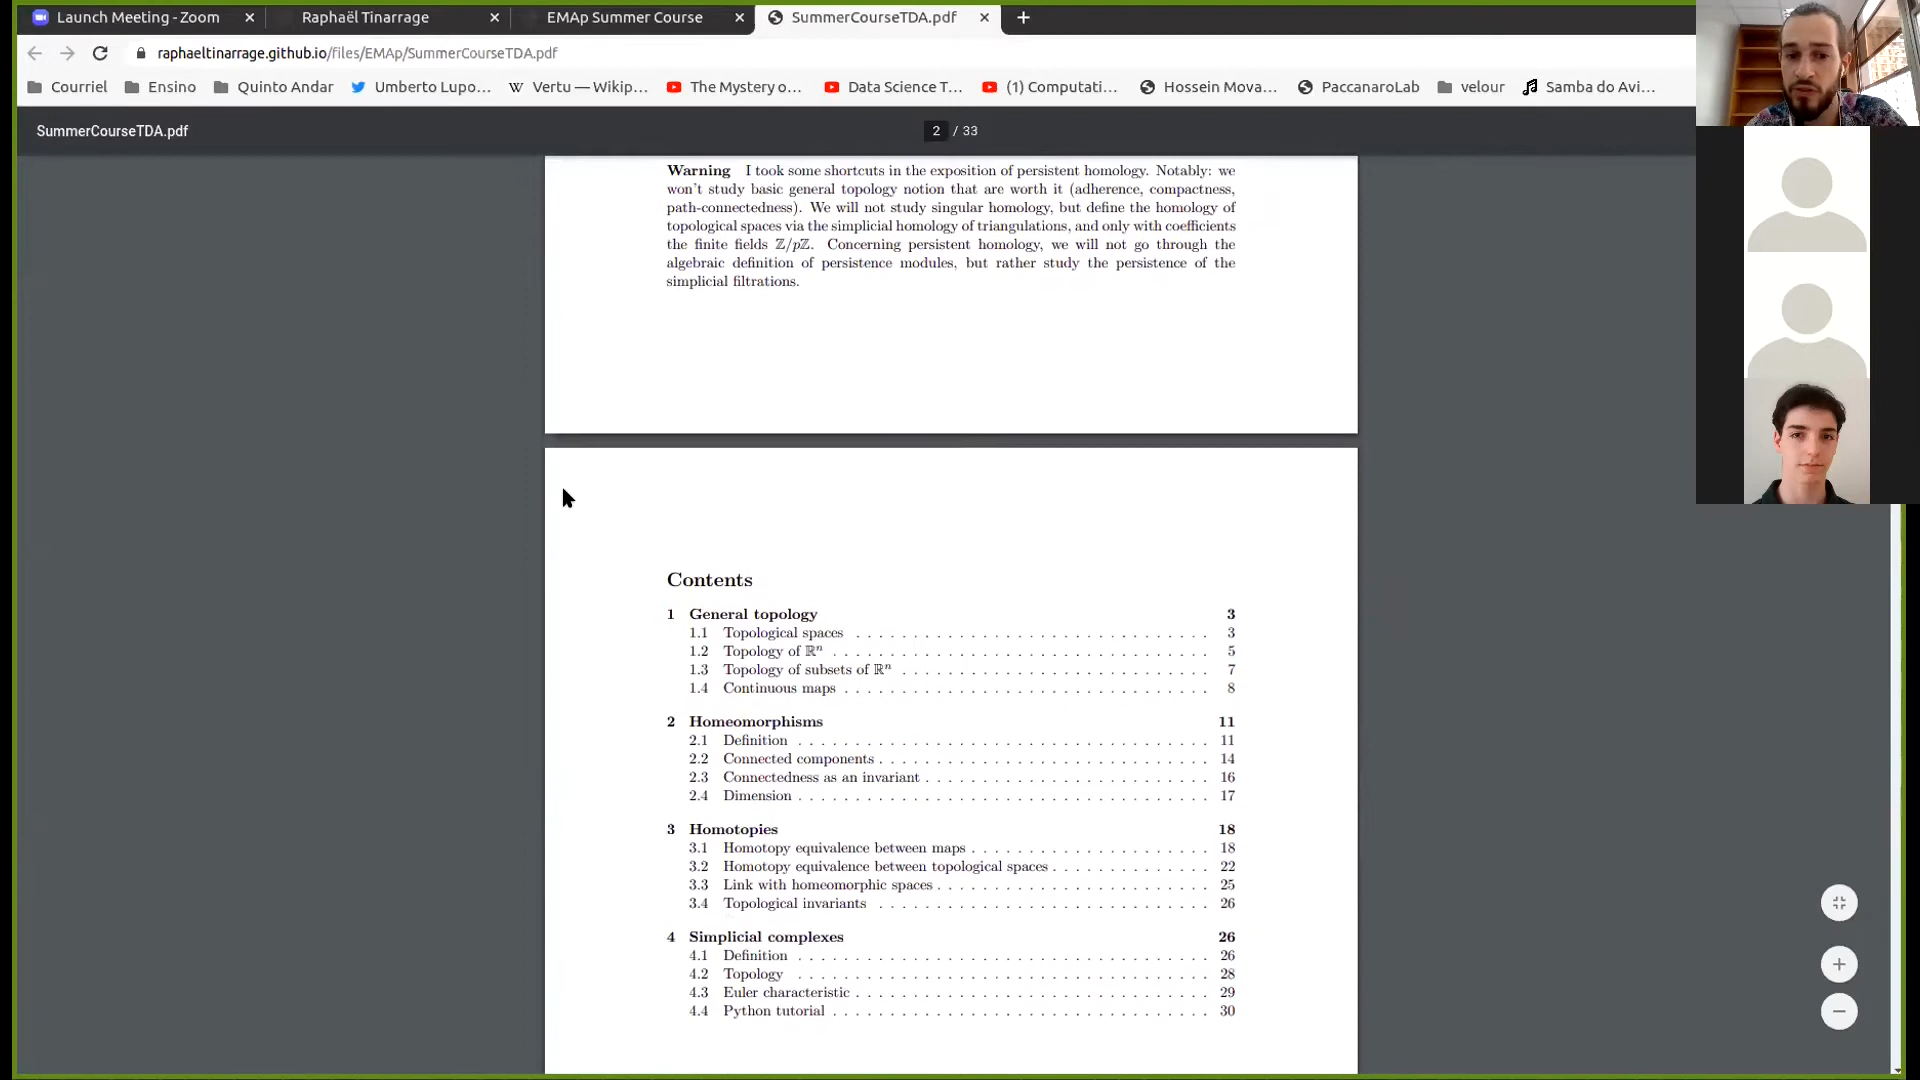 Launch Meeting - Zoom
Raphaël Tinarrage
EMAp Summer Course
SummerCourseTDA.pdf
raphaeltinarrage.github.io/files/EMAp/SummerCourseTDA.pdf
Courriel
Ensino
Quinto Andar
Umberto Lupo...
Vertu — Wikip...
The Mystery o...
Data Science T...
(1) Computati...
Hossein Mova...
PaccanaroLab
velour
Samba do Avi...
SummerCourseTDA.pdf
2 / 33
Warning I took some shortcuts in the exposition of persistent homology. Notably: we
won't study basic general topology notion that are worth it (adherence, compactness,
path-connectedness). We will not study singular homology, but define the homology of
topological spaces via the simplicial homology of triangulations, and only with coefficients
the finite fields ℤ/pℤ. Concerning persistent homology, we will not go through the
algebraic definition of persistence modules, but rather study the persistence of the
simplicial filtrations.
Contents
1 General topology 3
1.1 Topological spaces . . . . . . . . . . . . . . . . . . . . 3
1.2 Topology of ℝⁿ . . . . . . . . . . . . . . . . . . . . 5
1.3 Topology of subsets of ℝⁿ . . . . . . . . . . . . . . . . . . 7
1.4 Continuous maps . . . . . . . . . . . . . . . . . . . . 8
2 Homeomorphisms 11
2.1 Definition . . . . . . . . . . . . . . . . . . . . . . 11
2.2 Connected components . . . . . . . . . . . . . . . . . . 14
2.3 Connectedness as an invariant . . . . . . . . . . . . . . . . 16
2.4 Dimension . . . . . . . . . . . . . . . . . . . . . . 17
3 Homotopies 18
3.1 Homotopy equivalence between maps . . . . . . . . . . . . . . 18
3.2 Homotopy equivalence between topological spaces . . . . . . . . . . 22
3.3 Link with homeomorphic spaces . . . . . . . . . . . . . . . . 25
3.4 Topological invariants . . . . . . . . . . . . . . . . . . 26
4 Simplicial complexes 26
4.1 Definition . . . . . . . . . . . . . . . . . . . . . . 26
4.2 Topology . . . . . . . . . . . . . . . . . . . . . . 28
4.3 Euler characteristic . . . . . . . . . . . . . . . . . . . 29
4.4 Python tutorial . . . . . . . . . . . . . . . . . . . . 30